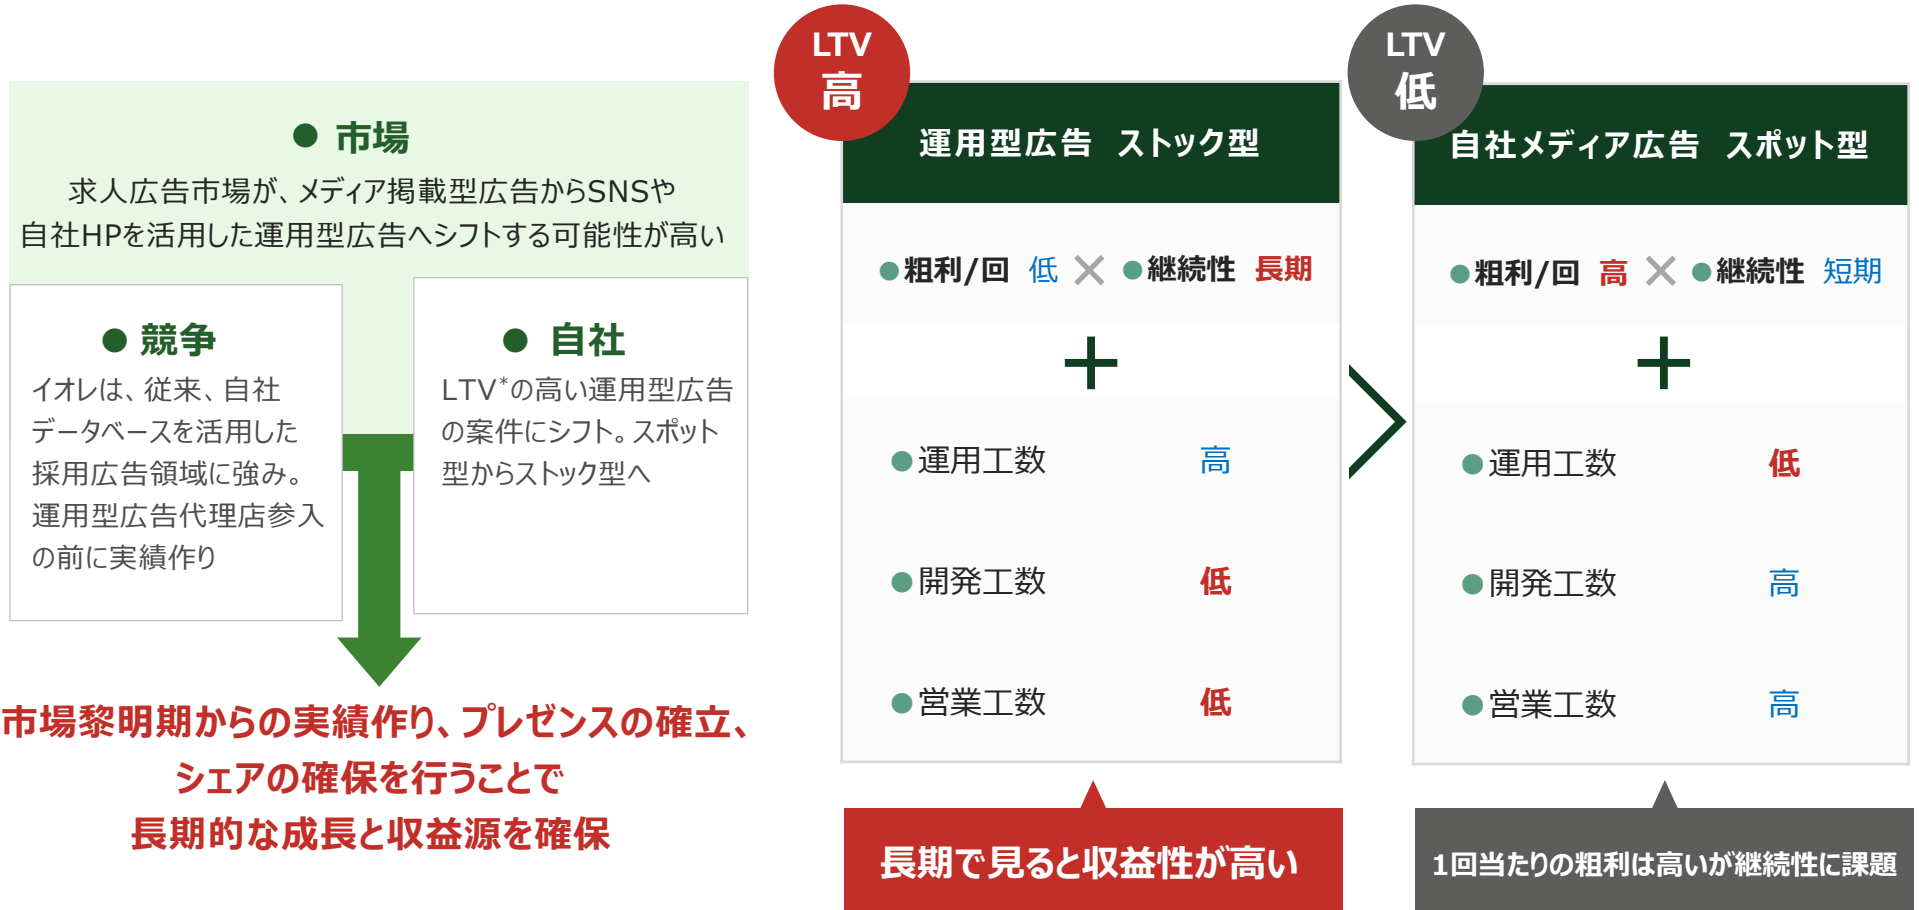 ● 市場
求人広告市場が、メディア掲載型広告からSNSや
自社HPを活用した運用型広告へシフトする可能性が高い
● 競争
イオレは、従来、自社
データベースを活用した
採用広告領域に強み。
運用型広告代理店参入
の前に実績作り
● 自社
LTV*の高い運用型広告
の案件にシフト。スポット
型からストック型へ
市場黎明期からの実績作り、プレゼンスの確立、
シェアの確保を行うことで
長期的な成長と収益源を確保
LTV
高
運用型広告 ストック型
●粗利/回 低 × ●継続性 長期
+
●運用工数 高
●開発工数 低
●営業工数 低
長期で見ると収益性が高い
LTV
低
自社メディア広告 スポット型
●粗利/回 高 × ●継続性 短期
+
●運用工数 低
●開発工数 高
●営業工数 高
1回当たりの粗利は高いが継続性に課題